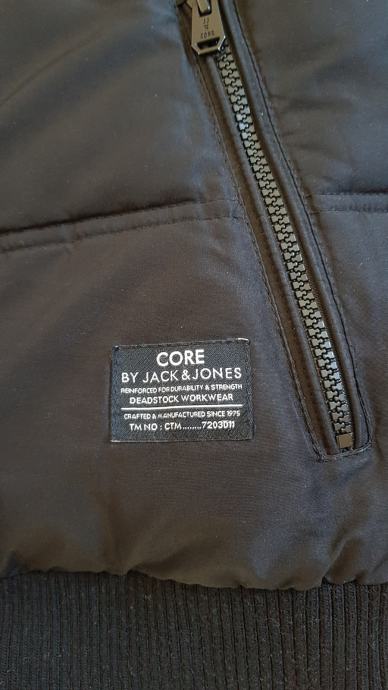 CORE
BY JACK & JONES
REINFORCED FOR DURABILITY & STRENGTH
DEADSTOCK WORKWEAR
CRAFTED & MANUFACTURED SINCE 1975
TM NO : CTM........7203011